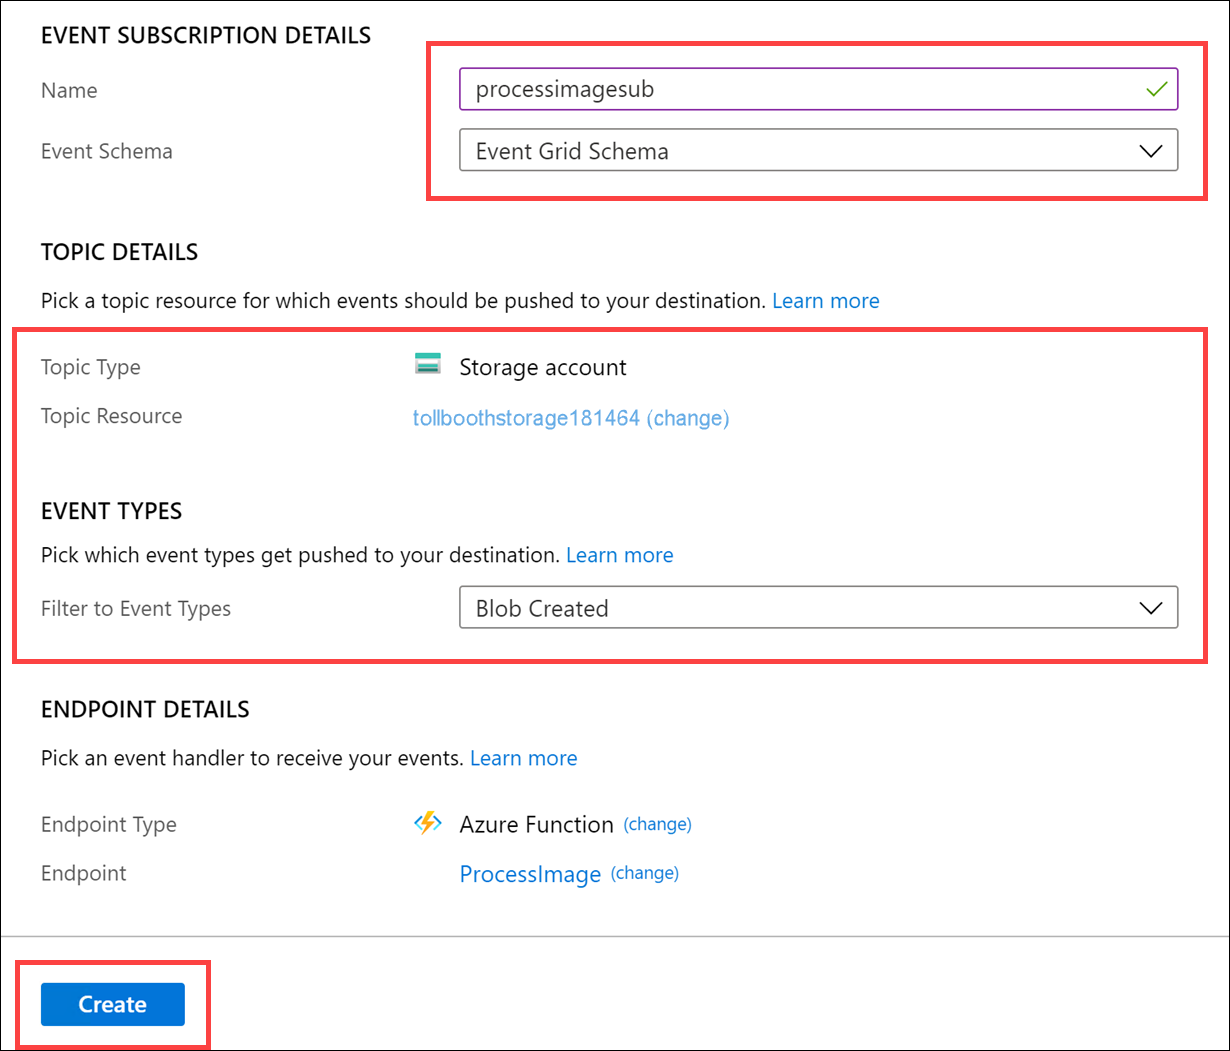 EVENT SUBSCRIPTION DETAILS
Name processimagesub
Event Schema Event Grid Schema
TOPIC DETAILS
Pick a topic resource for which events should be pushed to your destination. Learn more
Topic Type Storage account
Topic Resource tollboothstorage181464 (change)
EVENT TYPES
Pick which event types get pushed to your destination. Learn more
Filter to Event Types Blob Created
ENDPOINT DETAILS
Pick an event handler to receive your events. Learn more
Endpoint Type Azure Function (change)
Endpoint ProcessImage (change)
Create